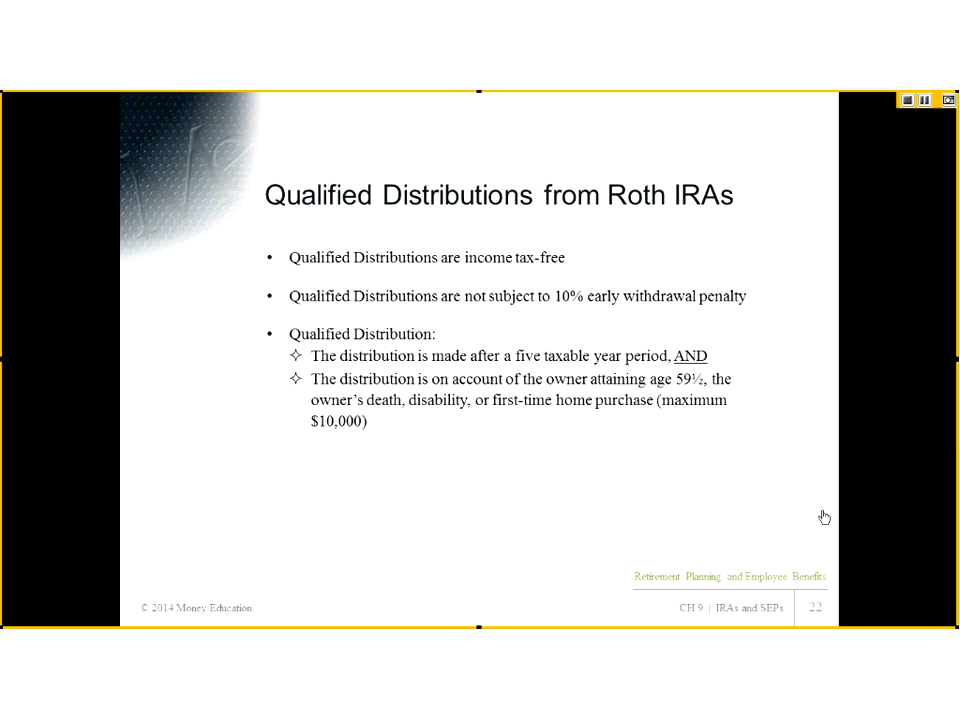 Qualified Distributions from Roth IRAs
• Qualified Distributions are income tax-free
• Qualified Distributions are not subject to 10% early withdrawal penalty
• Qualified Distribution:
✧ The distribution is made after a five taxable year period, AND
✧ The distribution is on account of the owner attaining age 59½, the
owner's death, disability, or first-time home purchase (maximum
$10,000)
Retirement Planning and Employee Benefits
© 2014 Money Education
CH 9 | IRAs and SEPs
22